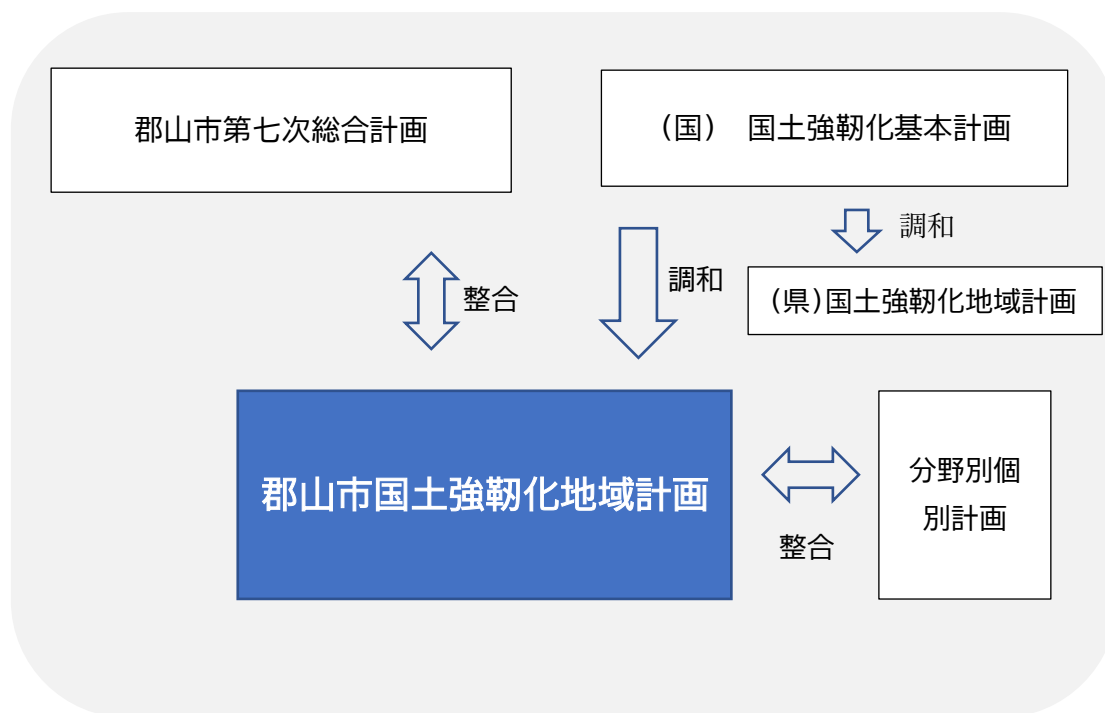 郡山市第七次総合計画
(国)　国土強靭化基本計画
調和
調和
(県)国土強靭化地域計画
整合
郡山市国土強靭化地域計画
分野別個
別計画
整合